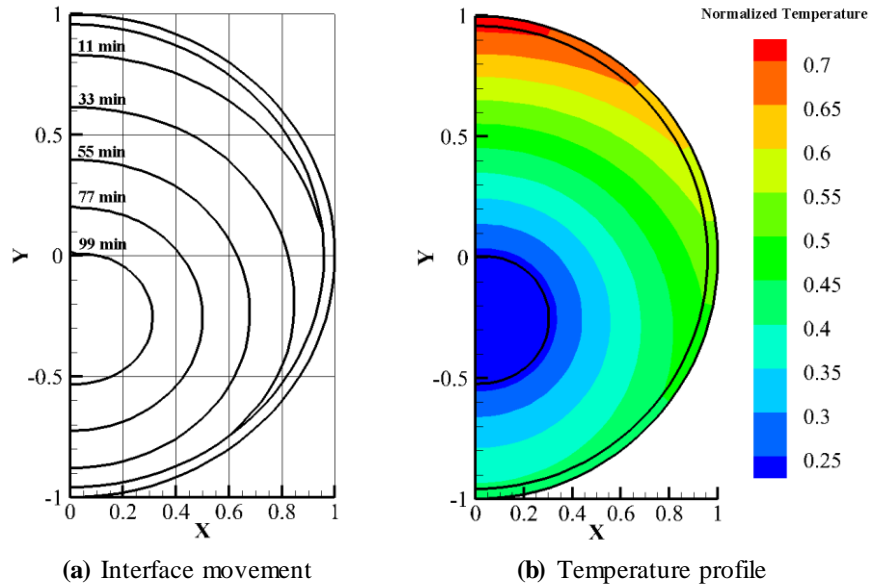 Normalized Temperature
1
11 min
33 min
0.5
55 min
77 min
Y
0
99 min
-0.5
-1
0
0.2
0.4
0.6
0.8
1
X
(a) Interface movement
1
0.5
Y
0
-0.5
-1
0
0.2
0.4
0.6
0.8
1
X
(b) Temperature profile
0.7
0.65
0.6
0.55
0.5
0.45
0.4
0.35
0.3
0.25